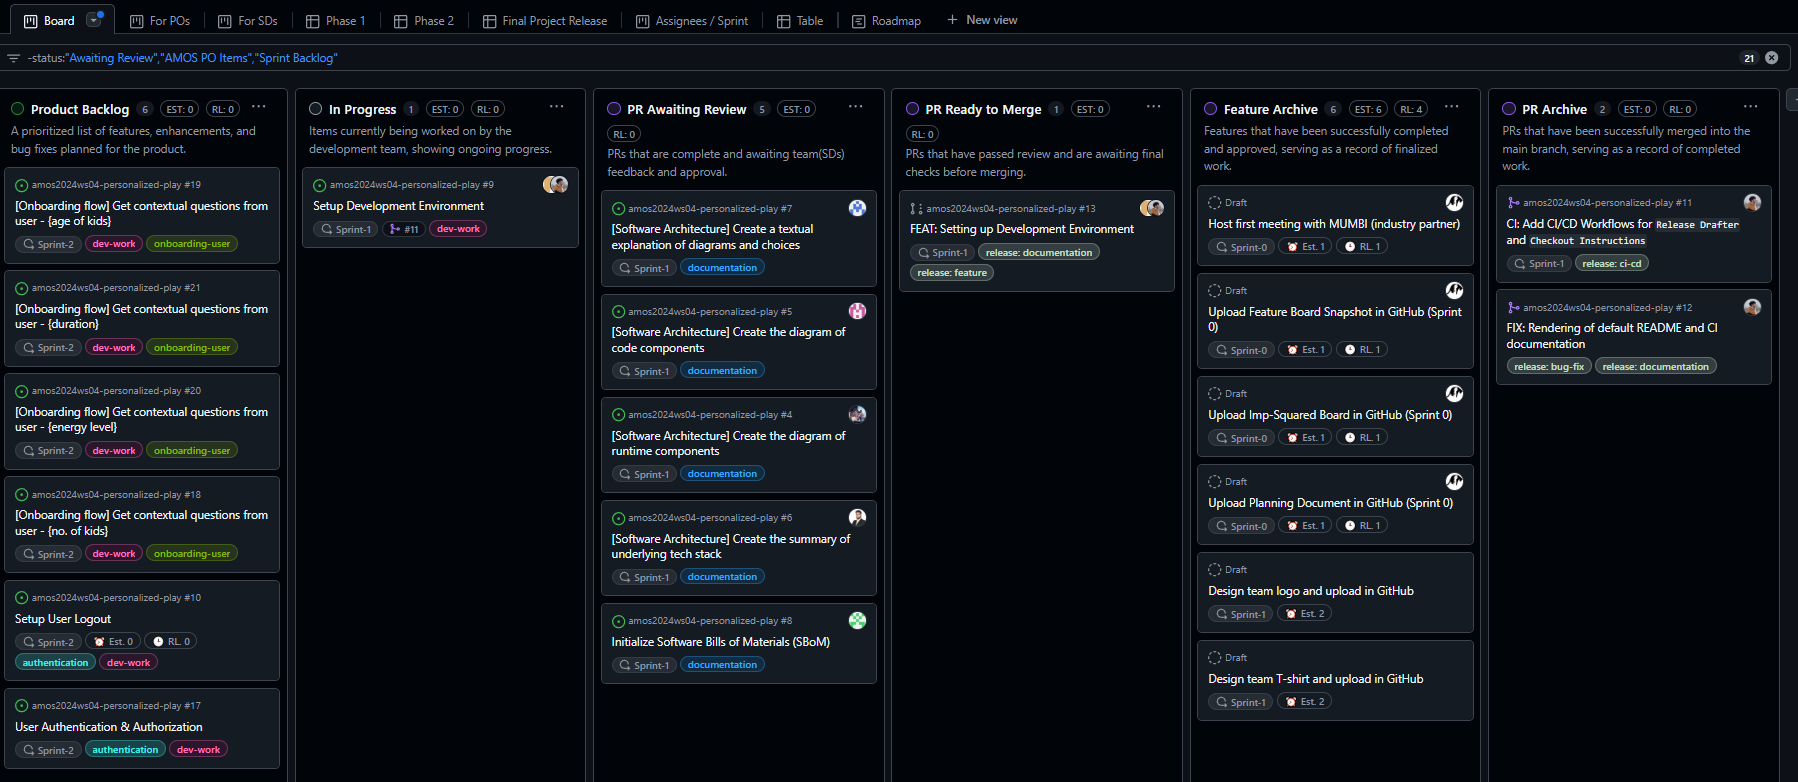 Board
For POs
For SDs
Phase 1
Phase 2
Final Project Release
Assignees / Sprint
Table
Roadmap
New view
-status:"Awaiting Review","AMOS PO Items","Sprint Backlog"
21
Product Backlog 6 EST: 0 RL: 0
A prioritized list of features, enhancements, and
bug fixes planned for the product.
amos2024ws04-personalized-play #19
[Onboarding flow] Get contextual questions from
user - {age of kids}
Sprint-2 dev-work onboarding-user
amos2024ws04-personalized-play #21
[Onboarding flow] Get contextual questions from
user - {duration}
Sprint-2 dev-work onboarding-user
amos2024ws04-personalized-play #20
[Onboarding flow] Get contextual questions from
user - {energy level}
Sprint-2 dev-work onboarding-user
amos2024ws04-personalized-play #18
[Onboarding flow] Get contextual questions from
user - {no. of kids}
Sprint-2 dev-work onboarding-user
amos2024ws04-personalized-play #10
Setup User Logout
Sprint-2 Est. 0 RL. 0
authentication dev-work
amos2024ws04-personalized-play #17
User Authentication & Authorization
Sprint-2 authentication dev-work
In Progress 1 EST: 0 RL: 0
Items currently being worked on by the
development team, showing ongoing progress.
amos2024ws04-personalized-play #9
Setup Development Environment
Sprint-1 #11 dev-work
PR Awaiting Review 5 EST: 0
RL: 0
PRs that are complete and awaiting team(SDs)
feedback and approval.
amos2024ws04-personalized-play #7
[Software Architecture] Create a textual
explanation of diagrams and choices
Sprint-1 documentation
amos2024ws04-personalized-play #5
[Software Architecture] Create the diagram of
code components
Sprint-1 documentation
amos2024ws04-personalized-play #4
[Software Architecture] Create the diagram of
runtime components
Sprint-1 documentation
amos2024ws04-personalized-play #6
[Software Architecture] Create the summary of
underlying tech stack
Sprint-1 documentation
amos2024ws04-personalized-play #8
Initialize Software Bills of Materials (SBoM)
Sprint-1 documentation
PR Ready to Merge 1 EST: 0
RL: 0
PRs that have passed review and are awaiting final
checks before merging.
amos2024ws04-personalized-play #13
FEAT: Setting up Development Environment
Sprint-1 release: documentation
release: feature
Feature Archive 6 EST: 6 RL: 4
Features that have been successfully completed
and approved, serving as a record of finalized
work.
Draft
Host first meeting with MUMBI (industry partner)
Sprint-0 Est. 1 RL. 1
Draft
Upload Feature Board Snapshot in GitHub (Sprint
0)
Sprint-0 Est. 1 RL. 1
Draft
Upload Imp-Squared Board in GitHub (Sprint 0)
Sprint-0 Est. 1 RL. 1
Draft
Upload Planning Document in GitHub (Sprint 0)
Sprint-0 Est. 1 RL. 1
Draft
Design team logo and upload in GitHub
Sprint-1 Est. 2
Draft
Design team T-shirt and upload in GitHub
Sprint-1 Est. 2
PR Archive 2 EST: 0 RL: 0
PRs that have been successfully merged into the
main branch, serving as a record of completed
work.
amos2024ws04-personalized-play #11
CI: Add CI/CD Workflows for Release Drafter
and Checkout Instructions
Sprint-1 release: ci-cd
amos2024ws04-personalized-play #12
FIX: Rendering of default README and CI
documentation
release: bug-fix release: documentation